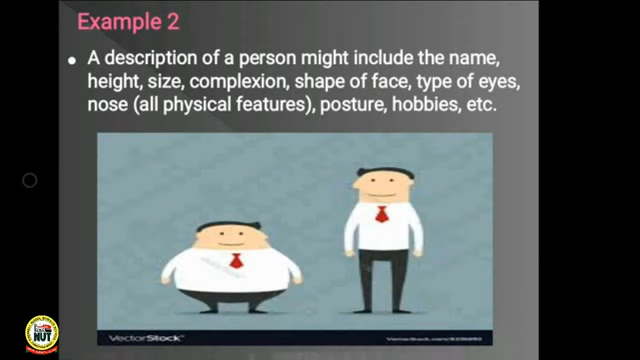 Example 2
• A description of a person might include the name,
height, size, complexion, shape of face, type of eyes,
nose (all physical features), posture, hobbies, etc.
VectorStock
NUT